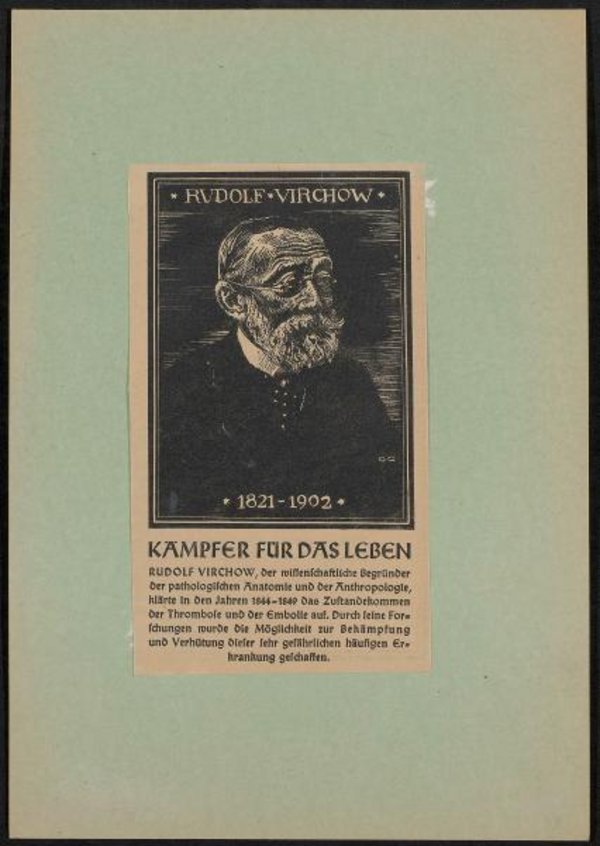 * RVDOLF * VIRCHOW *
GG
* 1821 - 1902 *
KÄMPFER FÜR DAS LEBEN
RUDOLF VIRCHOW, der wiſſenſchaftliche Begründer
der pathologiſchen Anatomie und der Anthropologie,
klärte in den Jahren 1844-1849 das Zuſtandekommen
der Thromboſe und der Embolie auf. Durch ſeine For-
ſchungen wurde die Möglichkeit zur Bekämpfung
und Verhütung dieſer ſehr gefährlichen häufigen Er-
krankung geſchaffen.